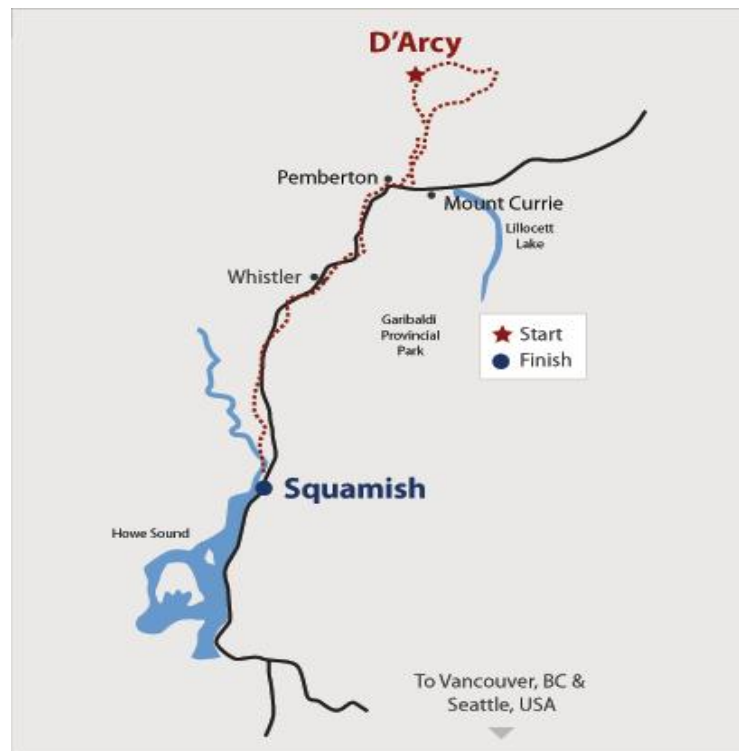 D'Arcy
Pemberton
Mount Currie
Lillocett
Lake
Whistler
Garibaldi
Provincial
Park
Start
Finish
Squamish
Howe Sound
To Vancouver, BC &
Seattle, USA